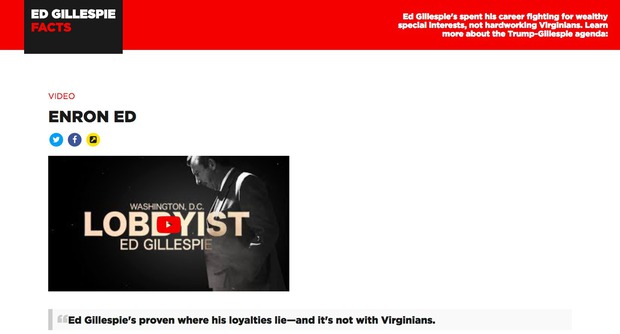 ED GILLESPIE
FACTS
Ed Gillespie's spent his career fighting for wealthy
special interests, not hardworking Virginians. Learn
more about the Trump-Gillespie agenda:
VIDEO
ENRON ED
WASHINGTON, D.C.
LOBBYIST
ED GILLESPIE
Ed Gillespie's proven where his loyalties lie—and it's not with Virginians.